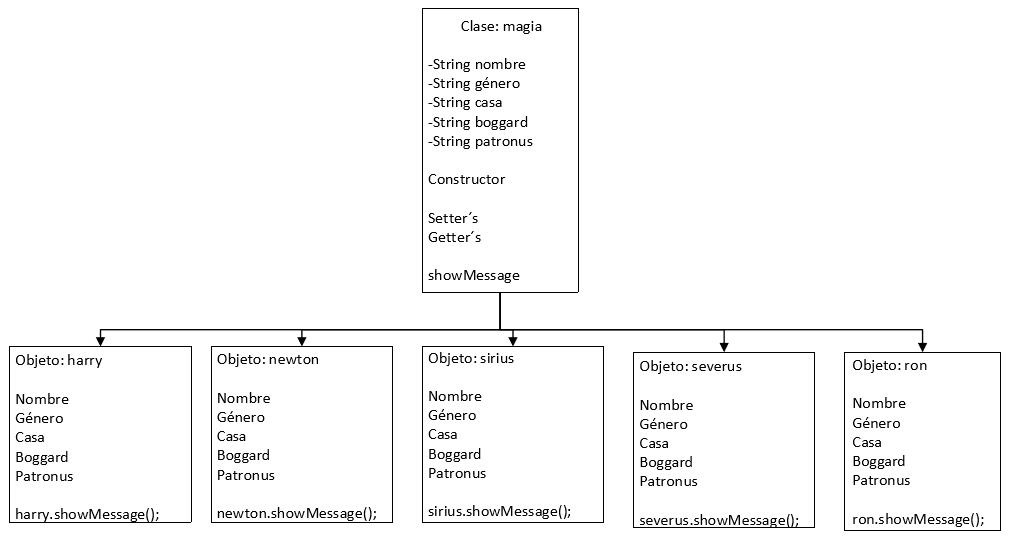 Clase: magia
-String nombre
-String género
-String casa
-String boggard
-String patronus
Constructor
Setter´s
Getter´s
showMessage
Objeto: harry
Nombre
Género
Casa
Boggard
Patronus
harry.showMessage();
Objeto: newton
Nombre
Género
Casa
Boggard
Patronus
newton.showMessage();
Objeto: sirius
Nombre
Género
Casa
Boggard
Patronus
sirius.showMessage();
Objeto: severus
Nombre
Género
Casa
Boggard
Patronus
severus.showMessage();
Objeto: ron
Nombre
Género
Casa
Boggard
Patronus
ron.showMessage();